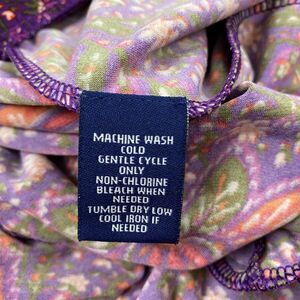 MACHINE WASH
COLD
GENTLE CYCLE
ONLY
NON-CHLORINE
BLEACH WHEN
NEEDED
TUMBLE DRY LOW
COOL IRON IF
NEEDED